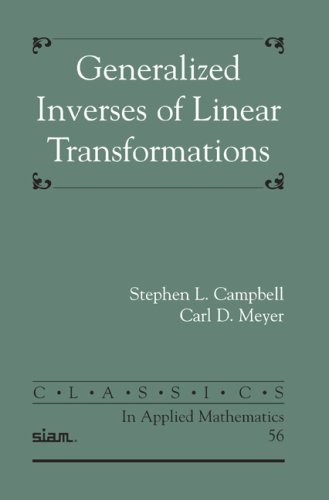 Generalized
Inverses of Linear
Transformations
Stephen L. Campbell
Carl D. Meyer
C•L•A•S•S•I•C•S
In Applied Mathematics
siam
56